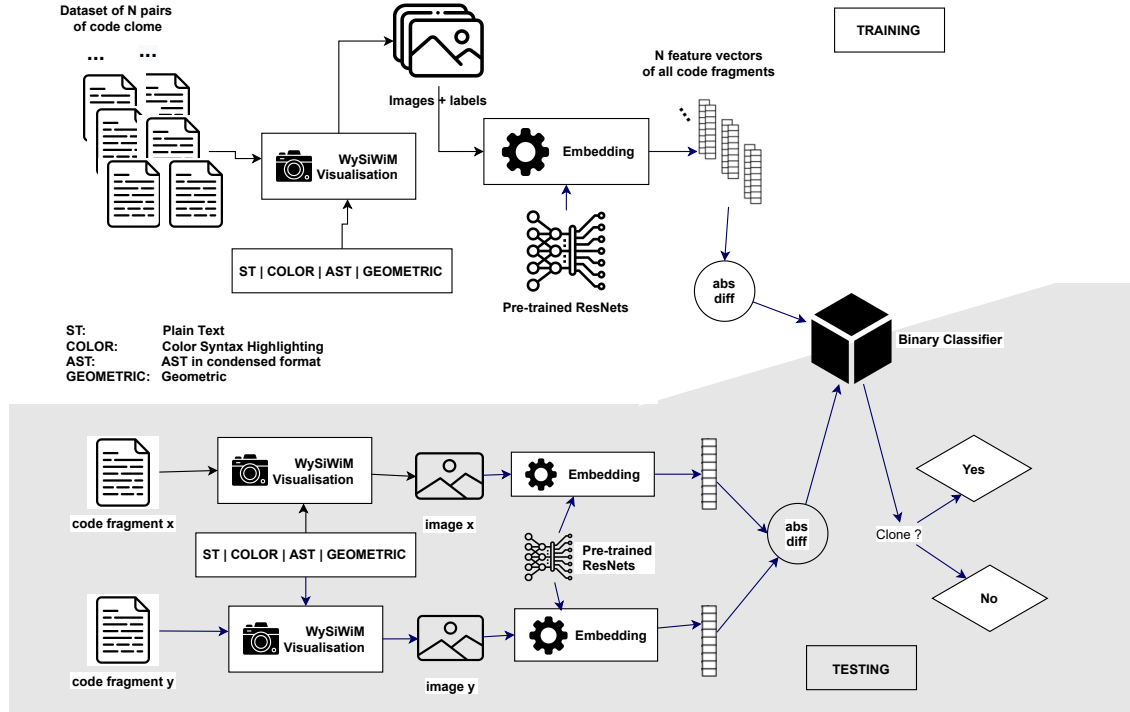 Dataset of N pairs
of code clome
...
...
TRAINING
N feature vectors
of all code fragments
...
Images + labels
WySiWiM
Visualisation
Embedding
ST | COLOR | AST | GEOMETRIC
Pre-trained ResNets
abs
diff
Binary Classifier
ST: Plain Text
COLOR: Color Syntax Highlighting
AST: AST in condensed format
GEOMETRIC: Geometric
WySiWiM
Visualisation
Embedding
code fragment x
image x
Yes
ST | COLOR | AST | GEOMETRIC
Pre-trained
ResNets
abs
diff
Clone ?
No
WySiWiM
Visualisation
Embedding
code fragment y
image y
TESTING